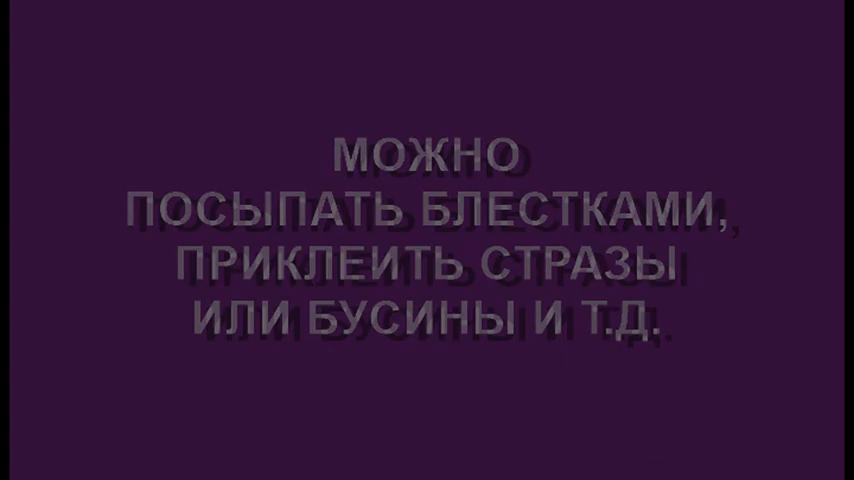 МОЖНО
ПОСЫПАТЬ БЛЕСТКАМИ,
ПРИКЛЕИТЬ СТРАЗЫ
ИЛИ БУСИНЫ И Т.Д.